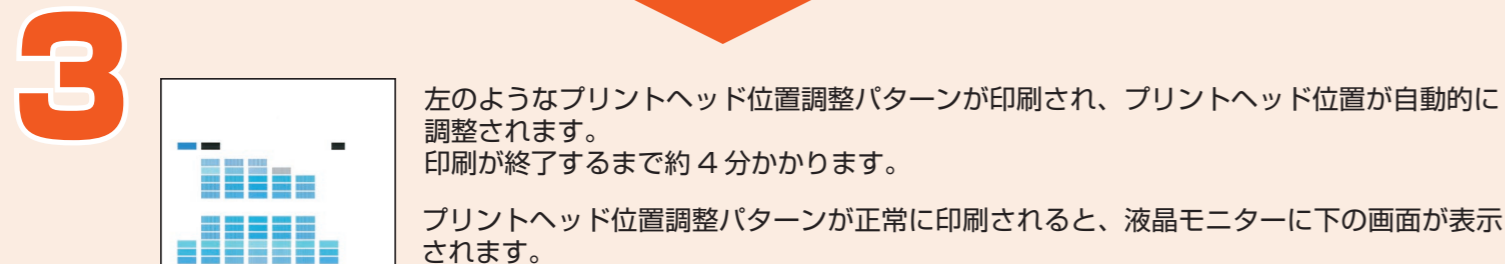 3
左のようなプリントヘッド位置調整パターンが印刷され、プリントヘッド位置が自動的に
調整されます。
印刷が終了するまで約 4 分かかります。
プリントヘッド位置調整パターンが正常に印刷されると、液晶モニターに下の画面が表示
されます。